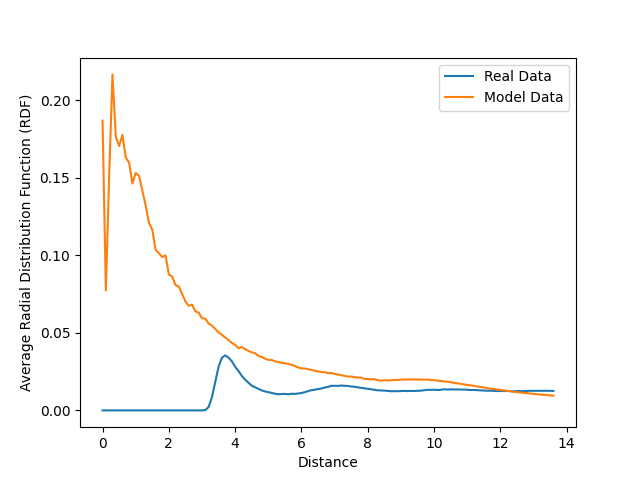 Real Data
Model Data
Average Radial Distribution Function (RDF)
0.20
0.15
0.10
0.05
0.00
0 2 4 6 8 10 12 14
Distance